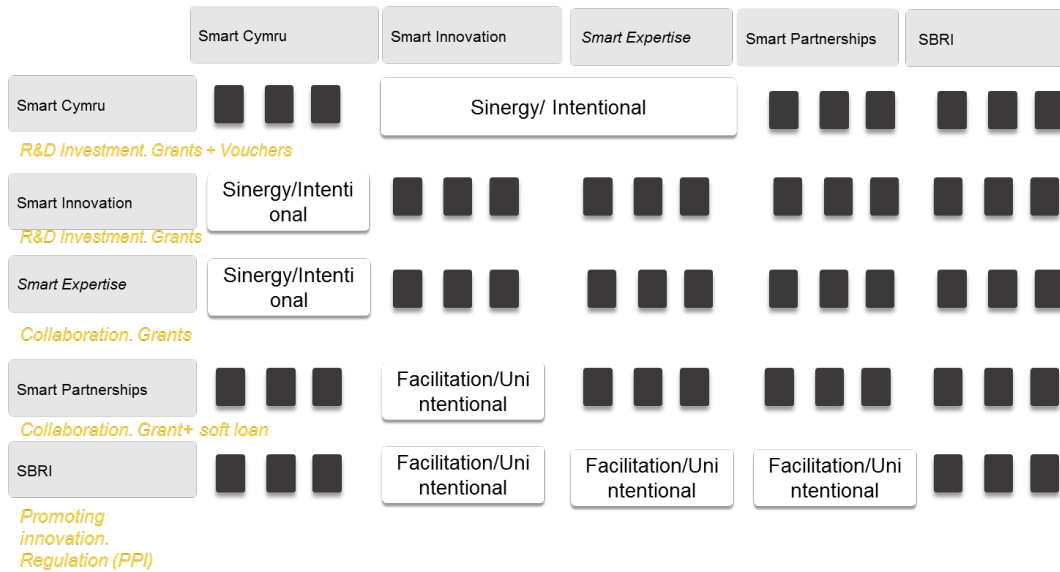 Smart Cymru
Smart Innovation
Smart Expertise
Smart Partnerships
SBRI
Smart Cymru
Sinergy/ Intentional
R&D Investment. Grants + Vouchers
Smart Innovation
Sinergy/Intenti
onal
R&D Investment. Grants
Smart Expertise
Sinergy/Intenti
onal
Collaboration. Grants
Smart Partnerships
Facilitation/Uni
ntentional
Collaboration. Grant+ soft loan
SBRI
Facilitation/Uni
ntentional
Facilitation/Uni
ntentional
Facilitation/Uni
ntentional
Promoting
innovation.
Regulation (PPI)